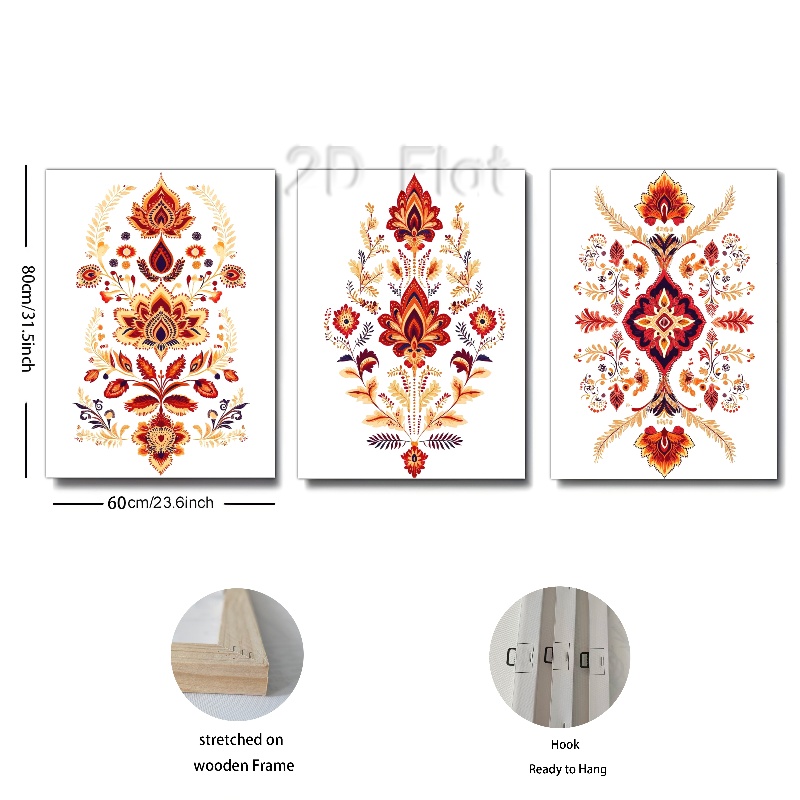 2D Flat
80cm/31.5inch
60cm/23.6inch
stretched on
wooden Frame
Hook
Ready to Hang